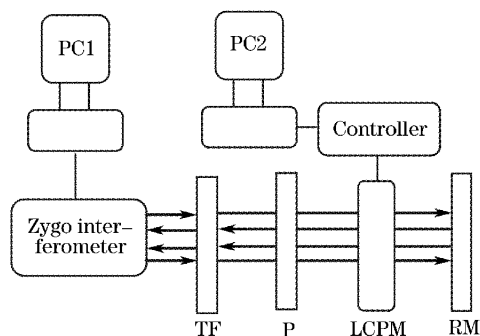 PC1
PC2
Controller
Zygo inter-
ferometer
TF
P
LCPM
RM